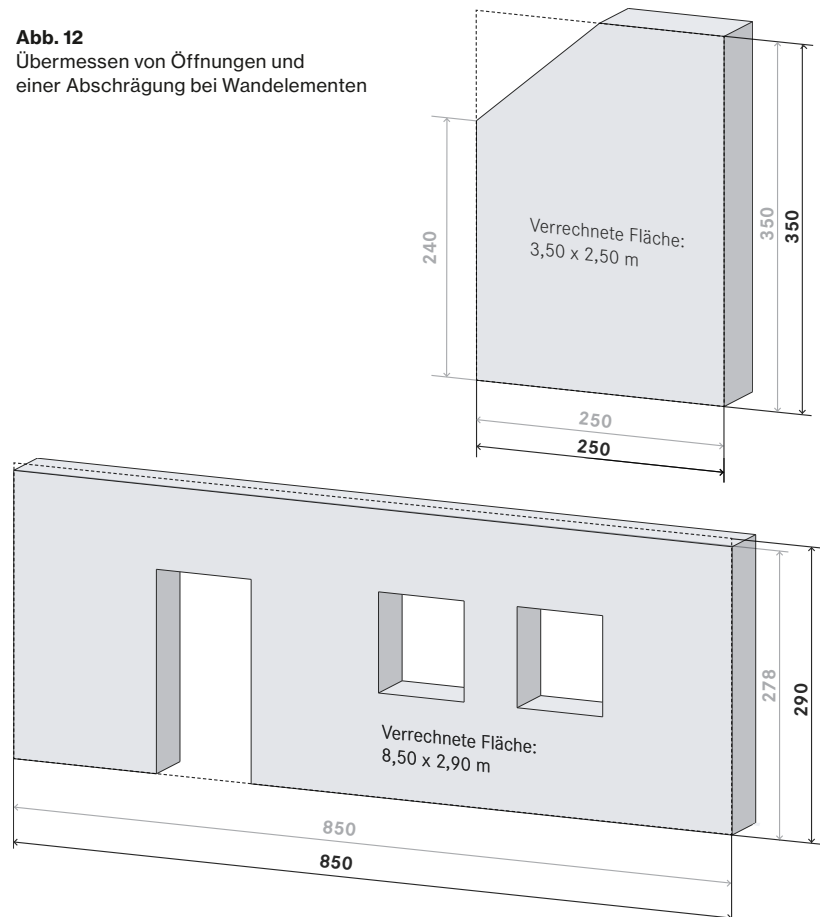 Abb. 12
Übermessen von Öffnungen und
einer Abschrägung bei Wandelementen
240
Verrechnete Fläche:
3,50 x 2,50 m
350
350
250
250
Verrechnete Fläche:
8,50 x 2,90 m
278
290
850
850